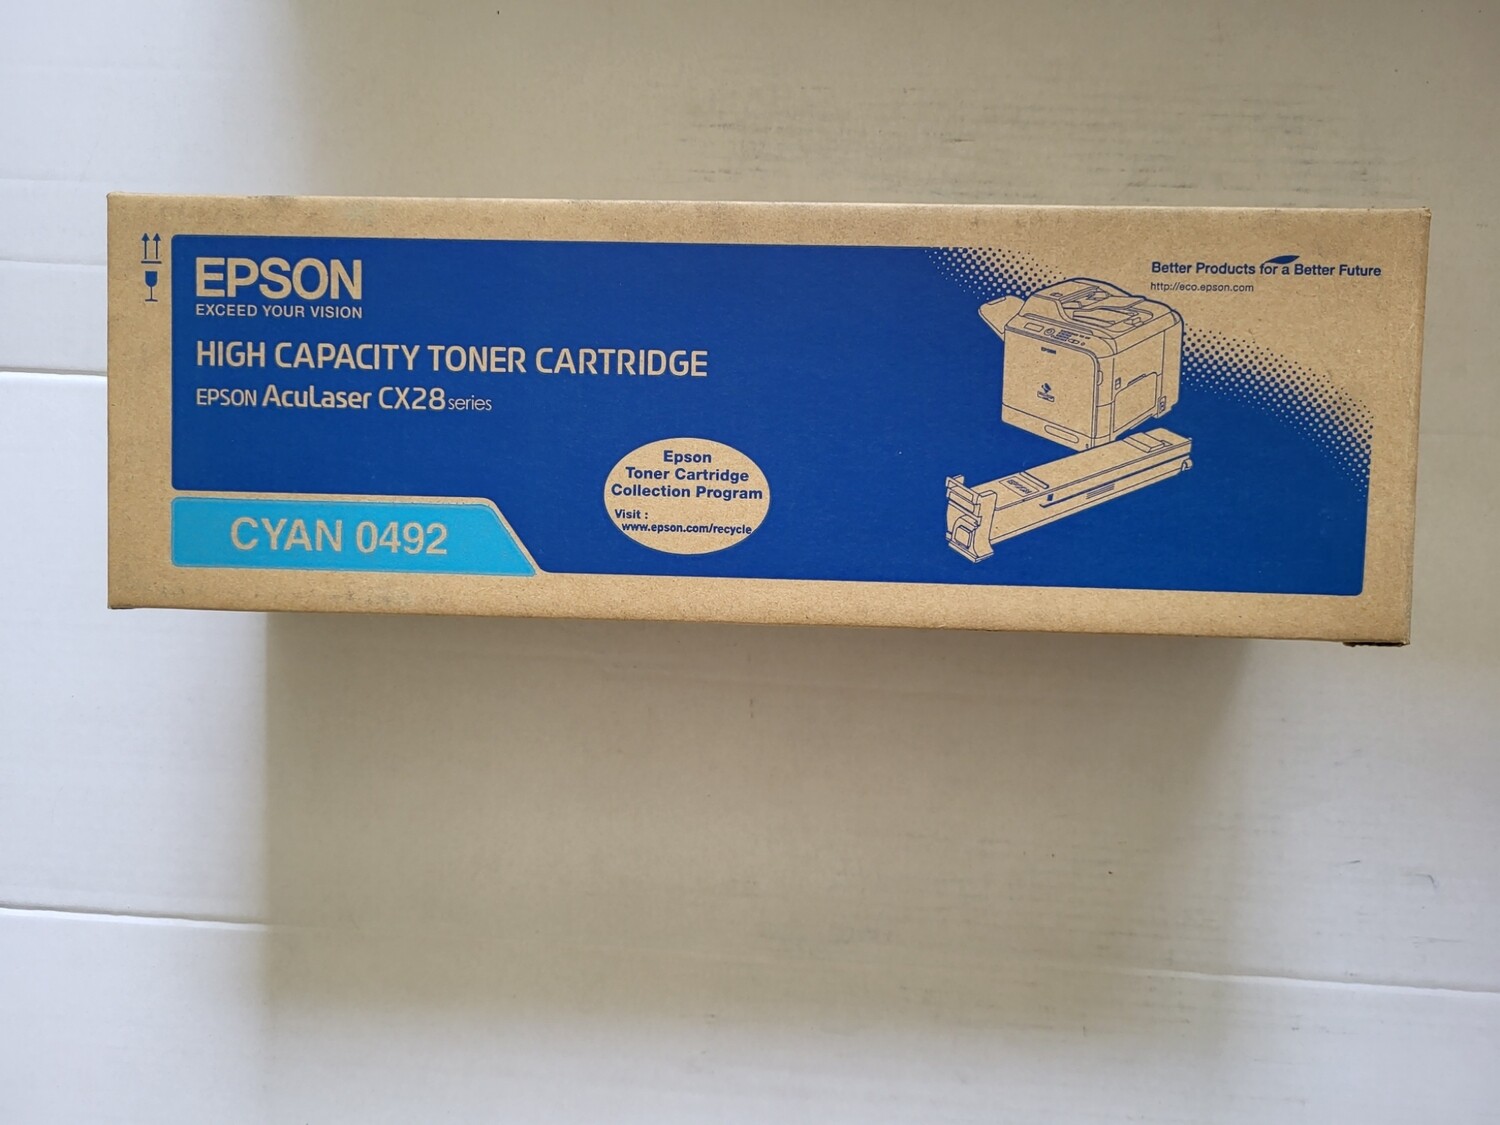 EPSON
EXCEED YOUR VISION
HIGH CAPACITY TONER CARTRIDGE
EPSON AcuLaser CX28 series
CYAN 0492
Epson
Toner Cartridge
Collection Program
Visit :
www.epson.com/recycle
Better Products for a Better Future
http://eco.epson.com
EPSON